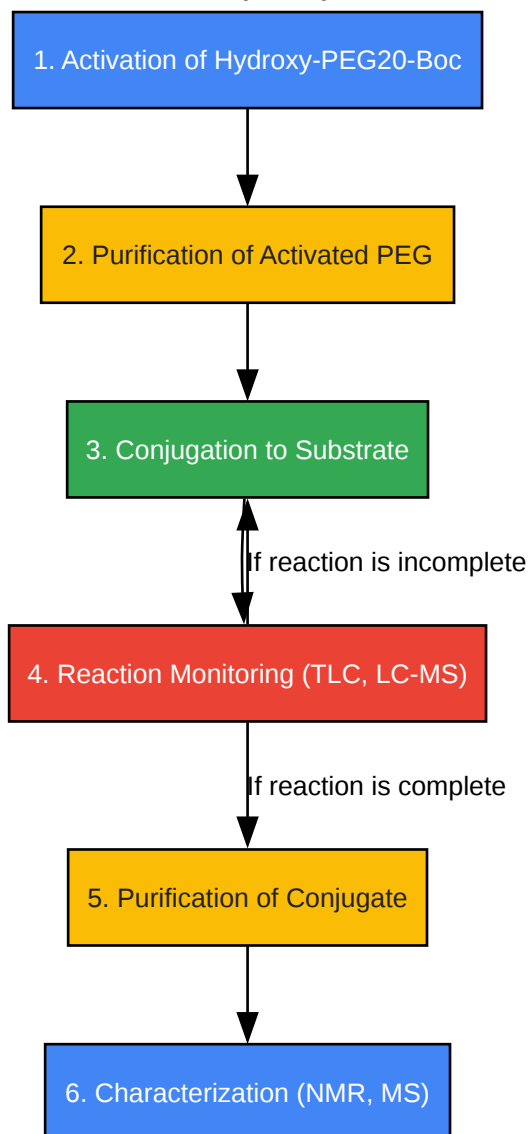 1. Activation of Hydroxy-PEG20-Boc
2. Purification of Activated PEG
3. Conjugation to Substrate
If reaction is incomplete
4. Reaction Monitoring (TLC, LC-MS)
If reaction is complete
5. Purification of Conjugate
6. Characterization (NMR, MS)